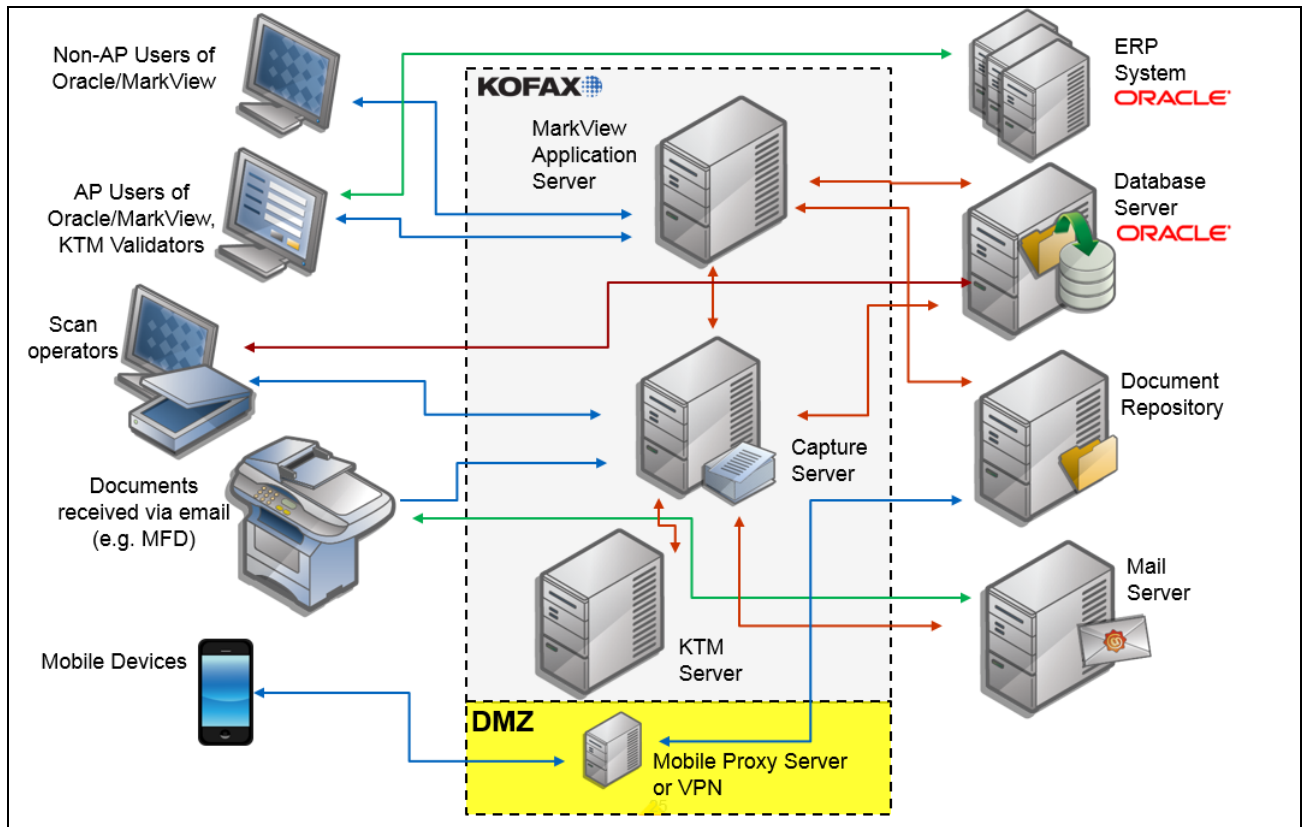 Non-AP Users of
Oracle/MarkView
AP Users of
Oracle/MarkView,
KTM Validators
Scan
operators
Documents
received via email
(e.g. MFD)
Mobile Devices
KOFAX
MarkView
Application
Server
Capture
Server
KTM
Server
DMZ
Mobile Proxy Server
or VPN
25
ERP
System
ORACLE
Database
Server
ORACLE
Document
Repository
Mail
Server